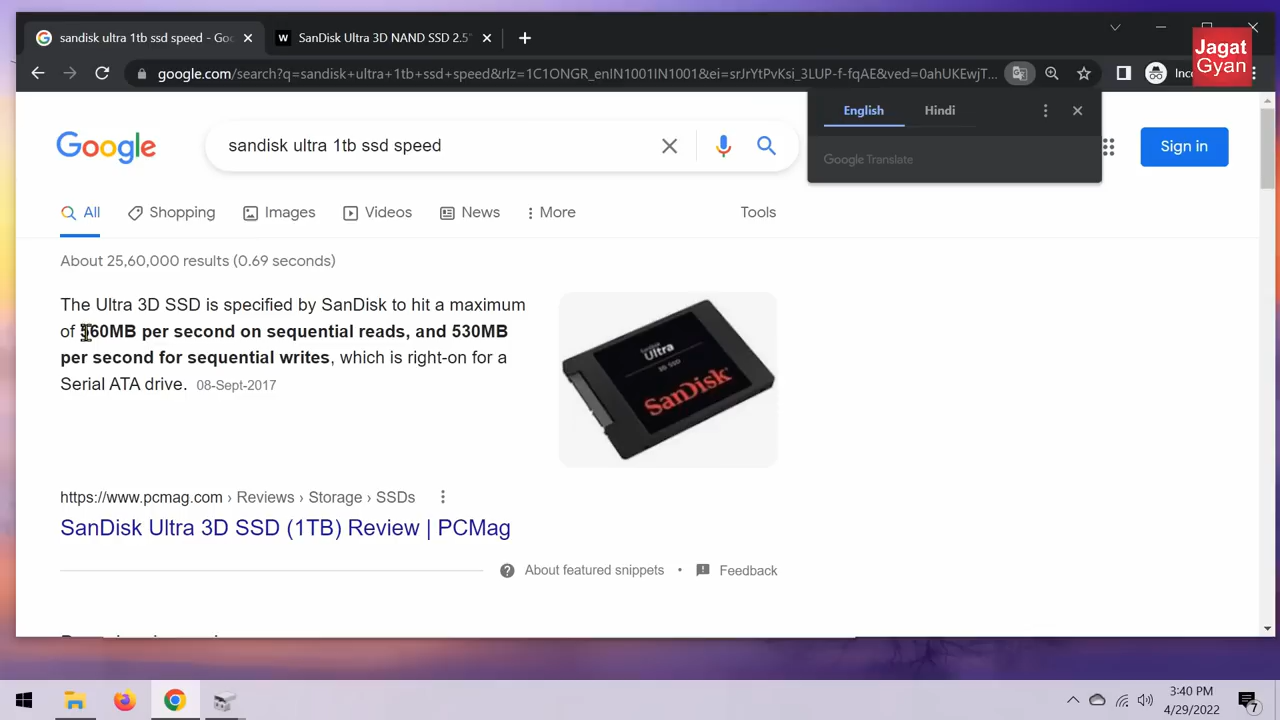 sandisk ultra 1tb ssd speed - Goo
SanDisk Ultra 3D NAND SSD 2.5"
Jagat
Gyan
google.com/search?q=sandisk+ultra+1tb+ssd+speed&rlz=1C1ONGR_enIN1001IN1001&ei=srJrYtPvKsi_3LUP-f-fqAE&ved=0ahUKEwjT...
Inc
English
Hindi
Google Translate
Google
sandisk ultra 1tb ssd speed
Sign in
All
Shopping
Images
Videos
News
More
Tools
About 25,60,000 results (0.69 seconds)
The Ultra 3D SSD is specified by SanDisk to hit a maximum
of 560MB per second on sequential reads, and 530MB
per second for sequential writes, which is right-on for a
Serial ATA drive. 08-Sept-2017
Ultra
3D SSD
SanDisk
https://www.pcmag.com › Reviews › Storage › SSDs
SanDisk Ultra 3D SSD (1TB) Review | PCMag
About featured snippets • Feedback
3:40 PM
4/29/2022
7